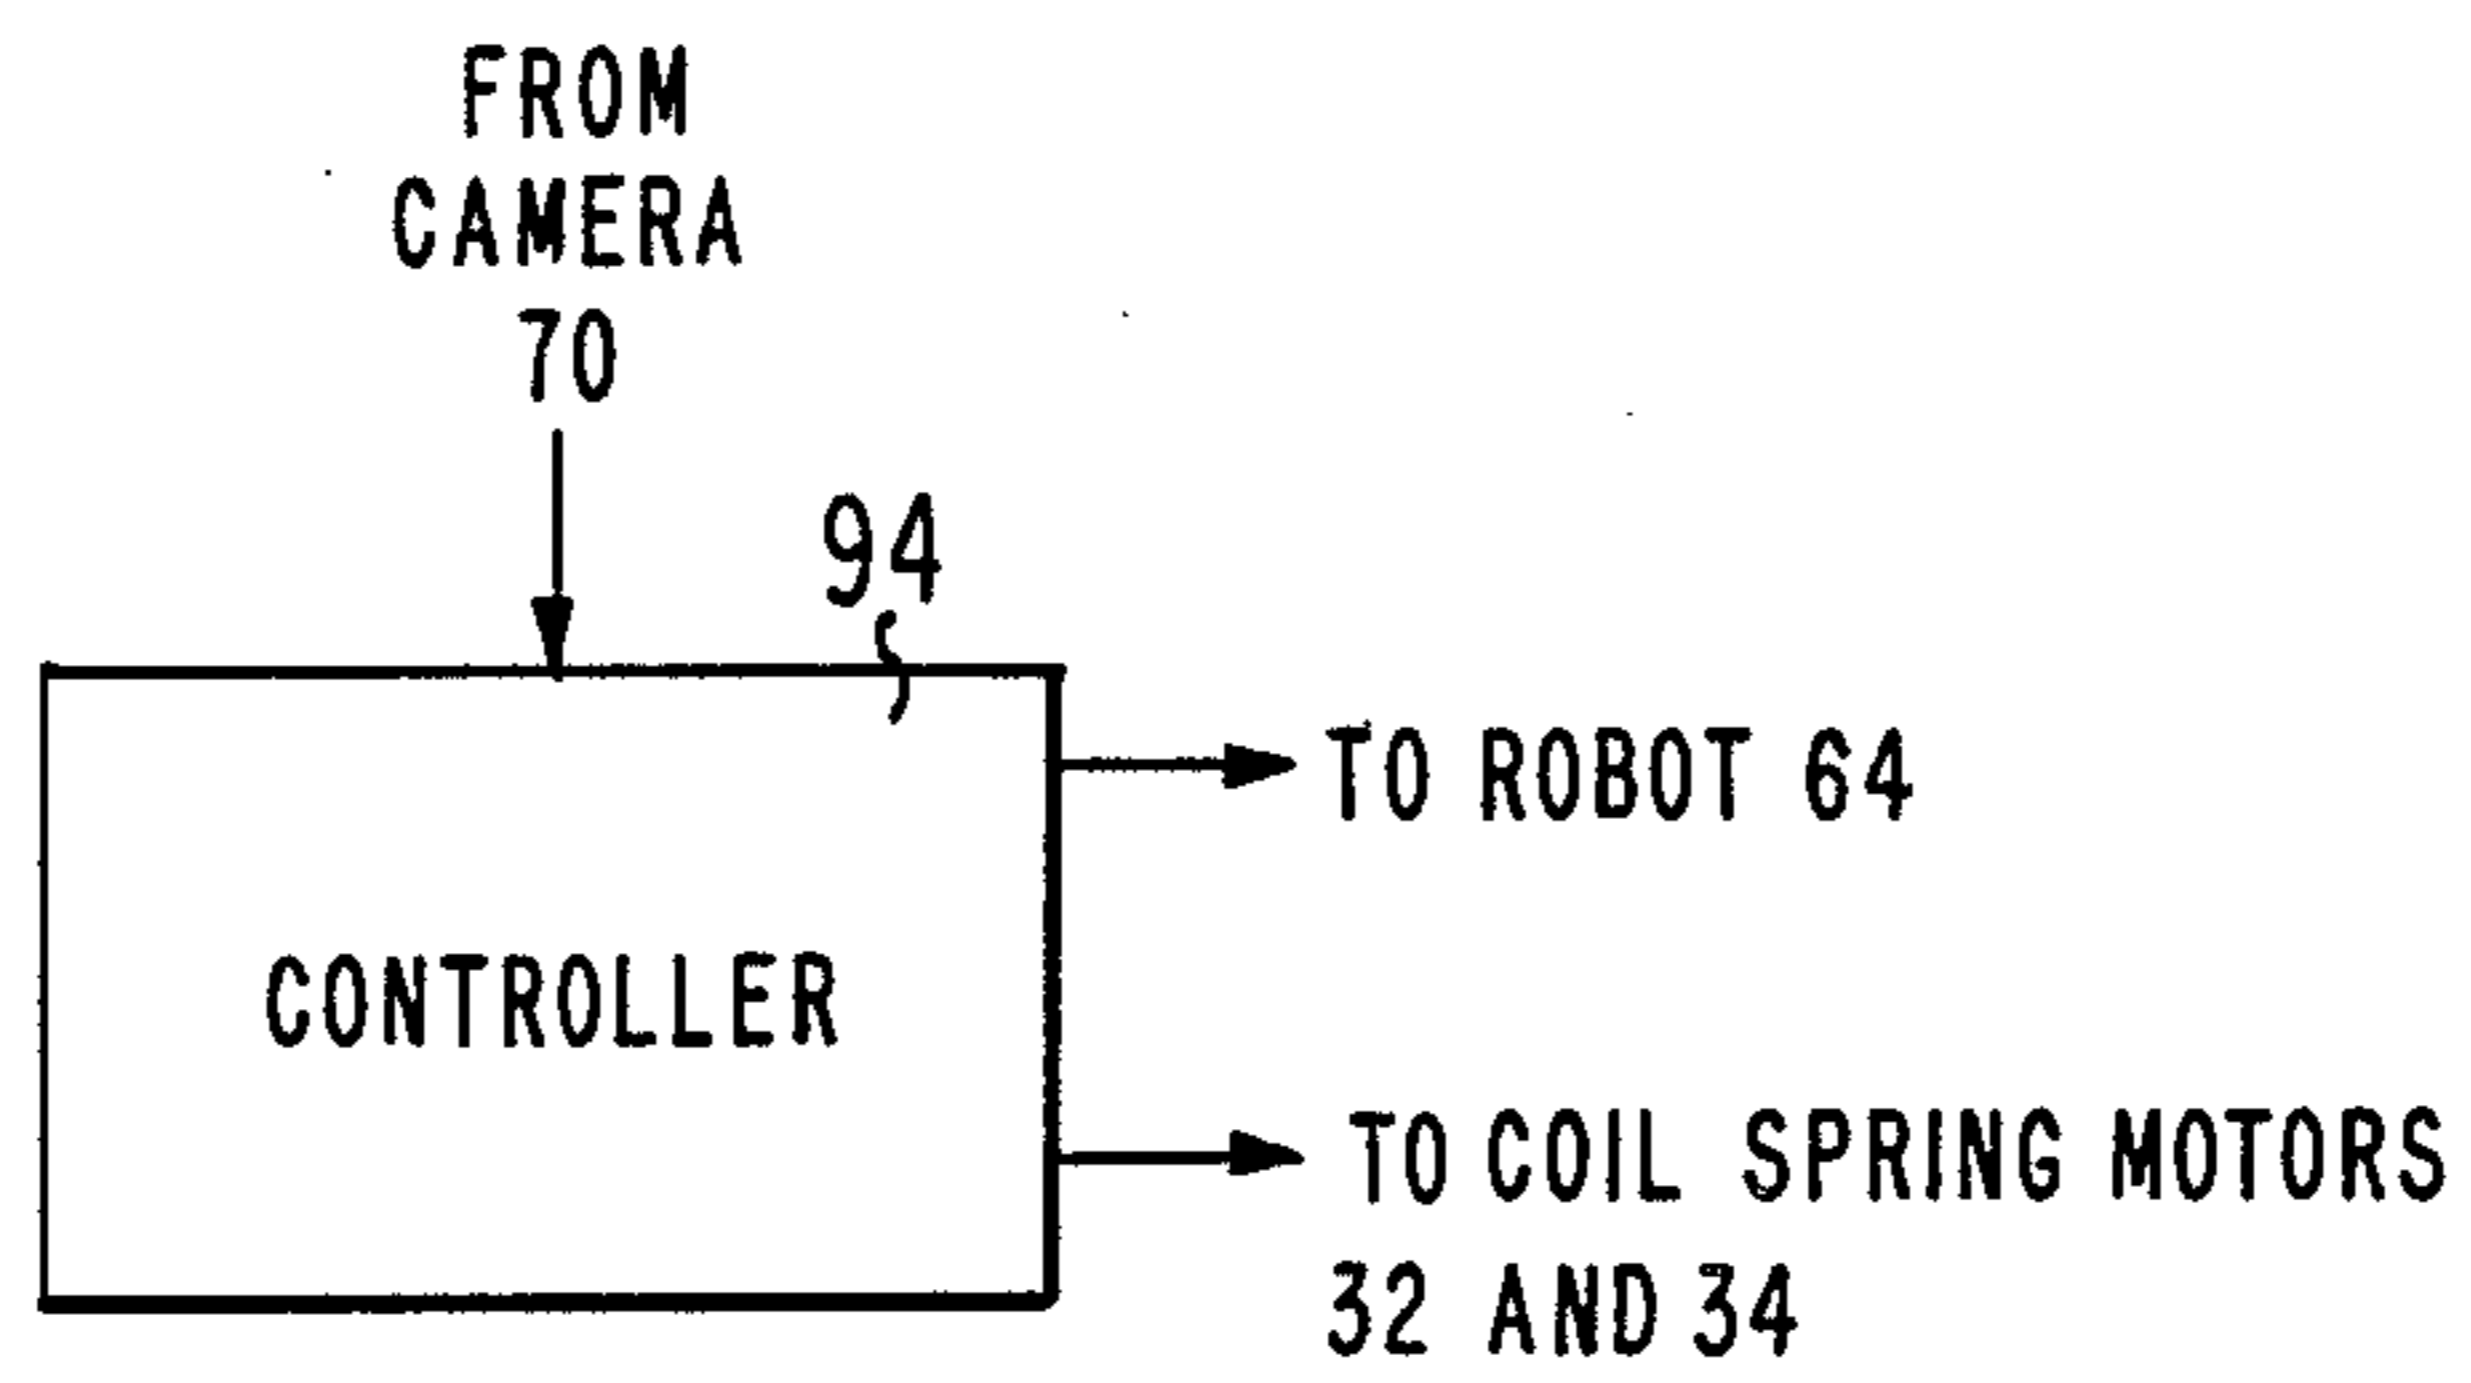 FROM
CAMERA
70
94
TO ROBOT 64
CONTROLLER
TO COIL SPRING MOTORS
32 AND 34